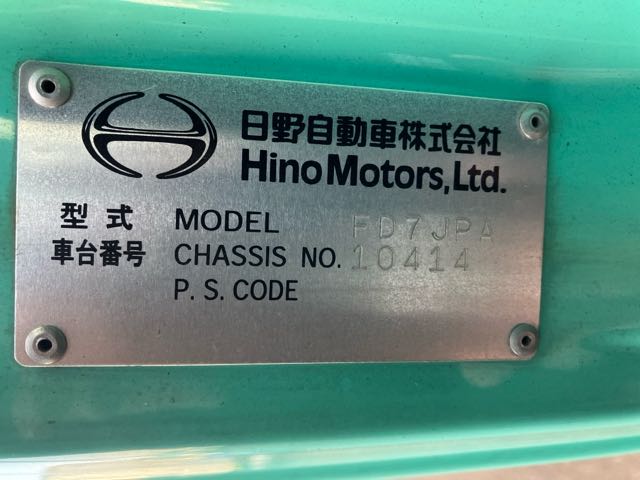 日野自動車株式会社
Hino Motors, Ltd.
型式 MODEL FD7JPA
車台番号 CHASSIS NO. 10414
P. S. CODE